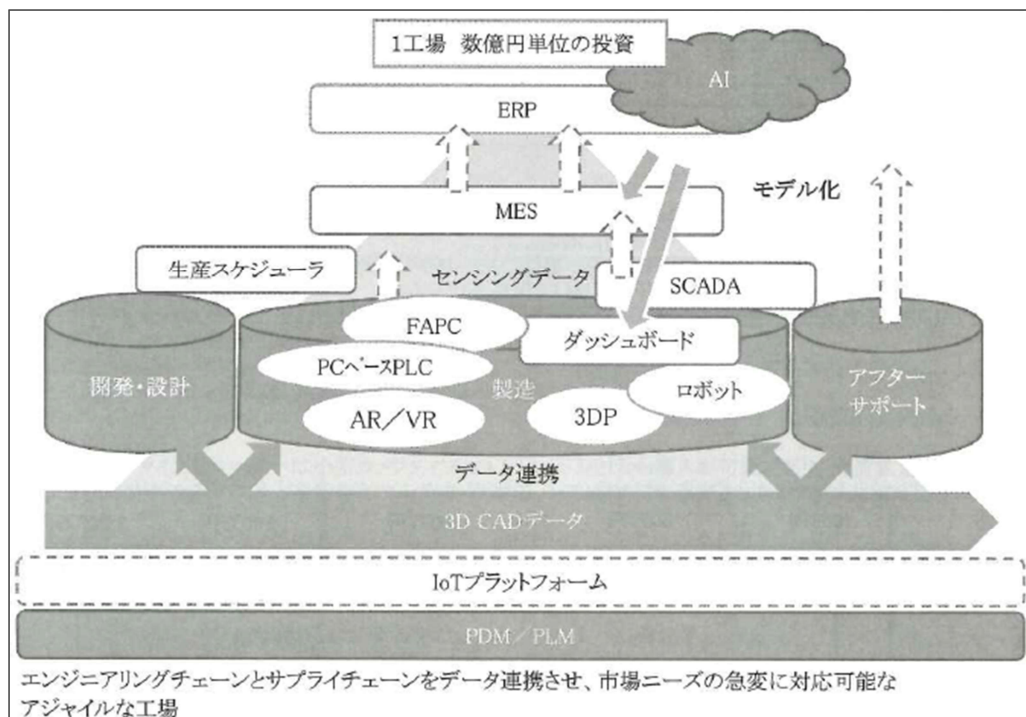 1工場 数億円単位の投資
AI
ERP
モデル化
MES
生産スケジューラ
センシングデータ
SCADA
FAPC
ダッシュボード
PCベースPLC
開発・設計
製造
ロボット
アフター
サポート
AR／VR
3DP
データ連携
3D CADデータ
IoTプラットフォーム
PDM／PLM
エンジニアリングチェーンとサプライチェーンをデータ連携させ、市場ニーズの急変に対応可能な
アジャイルな工場